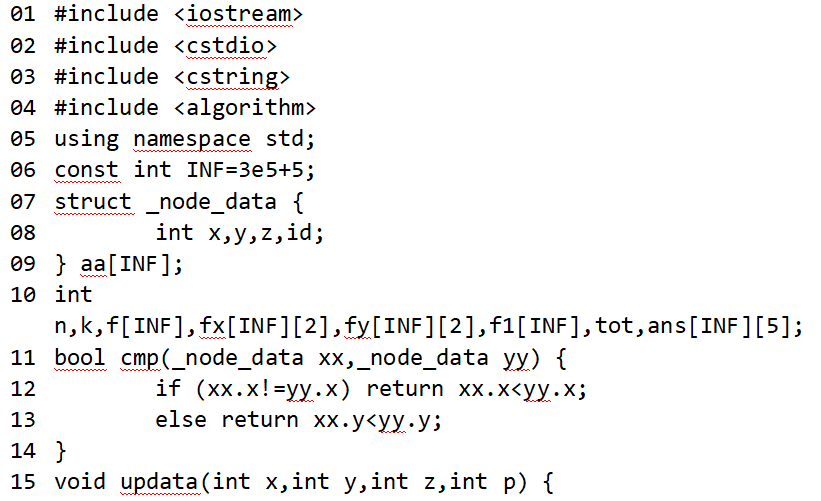 01 #include <iostream>
02 #include <cstdio>
03 #include <cstring>
04 #include <algorithm>
05 using namespace std;
06 const int INF=3e5+5;
07 struct _node_data {
08 int x,y,z,id;
09 } aa[INF];
10 int
n,k,f[INF],fx[INF][2],fy[INF][2],f1[INF],tot,ans[INF][5];
11 bool cmp(_node_data xx,_node_data yy) {
12 if (xx.x!=yy.x) return xx.x<yy.x;
13 else return xx.y<yy.y;
14 }
15 void updata(int x,int y,int z,int p) {